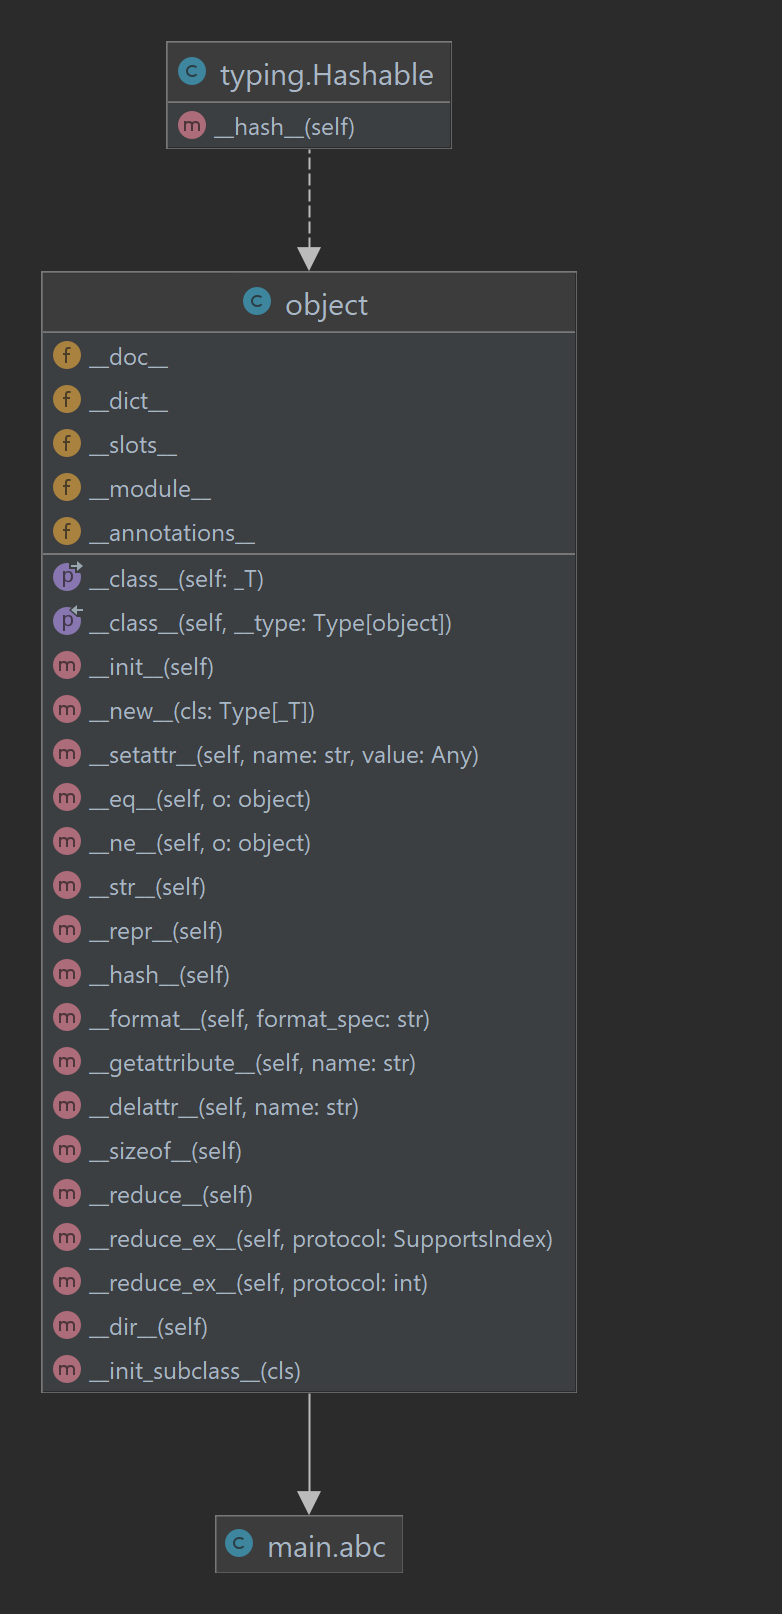 C typing.Hashable
m __hash__(self)
C object
f __doc__
f __dict__
f __slots__
f __module__
f __annotations__
p __class__(self: _T)
p __class__(self, __type: Type[object])
m __init__(self)
m __new__(cls: Type[_T])
m __setattr__(self, name: str, value: Any)
m __eq__(self, o: object)
m __ne__(self, o: object)
m __str__(self)
m __repr__(self)
m __hash__(self)
m __format__(self, format_spec: str)
m __getattribute__(self, name: str)
m __delattr__(self, name: str)
m __sizeof__(self)
m __reduce__(self)
m __reduce_ex__(self, protocol: SupportsIndex)
m __reduce_ex__(self, protocol: int)
m __dir__(self)
m __init_subclass__(cls)
C main.abc